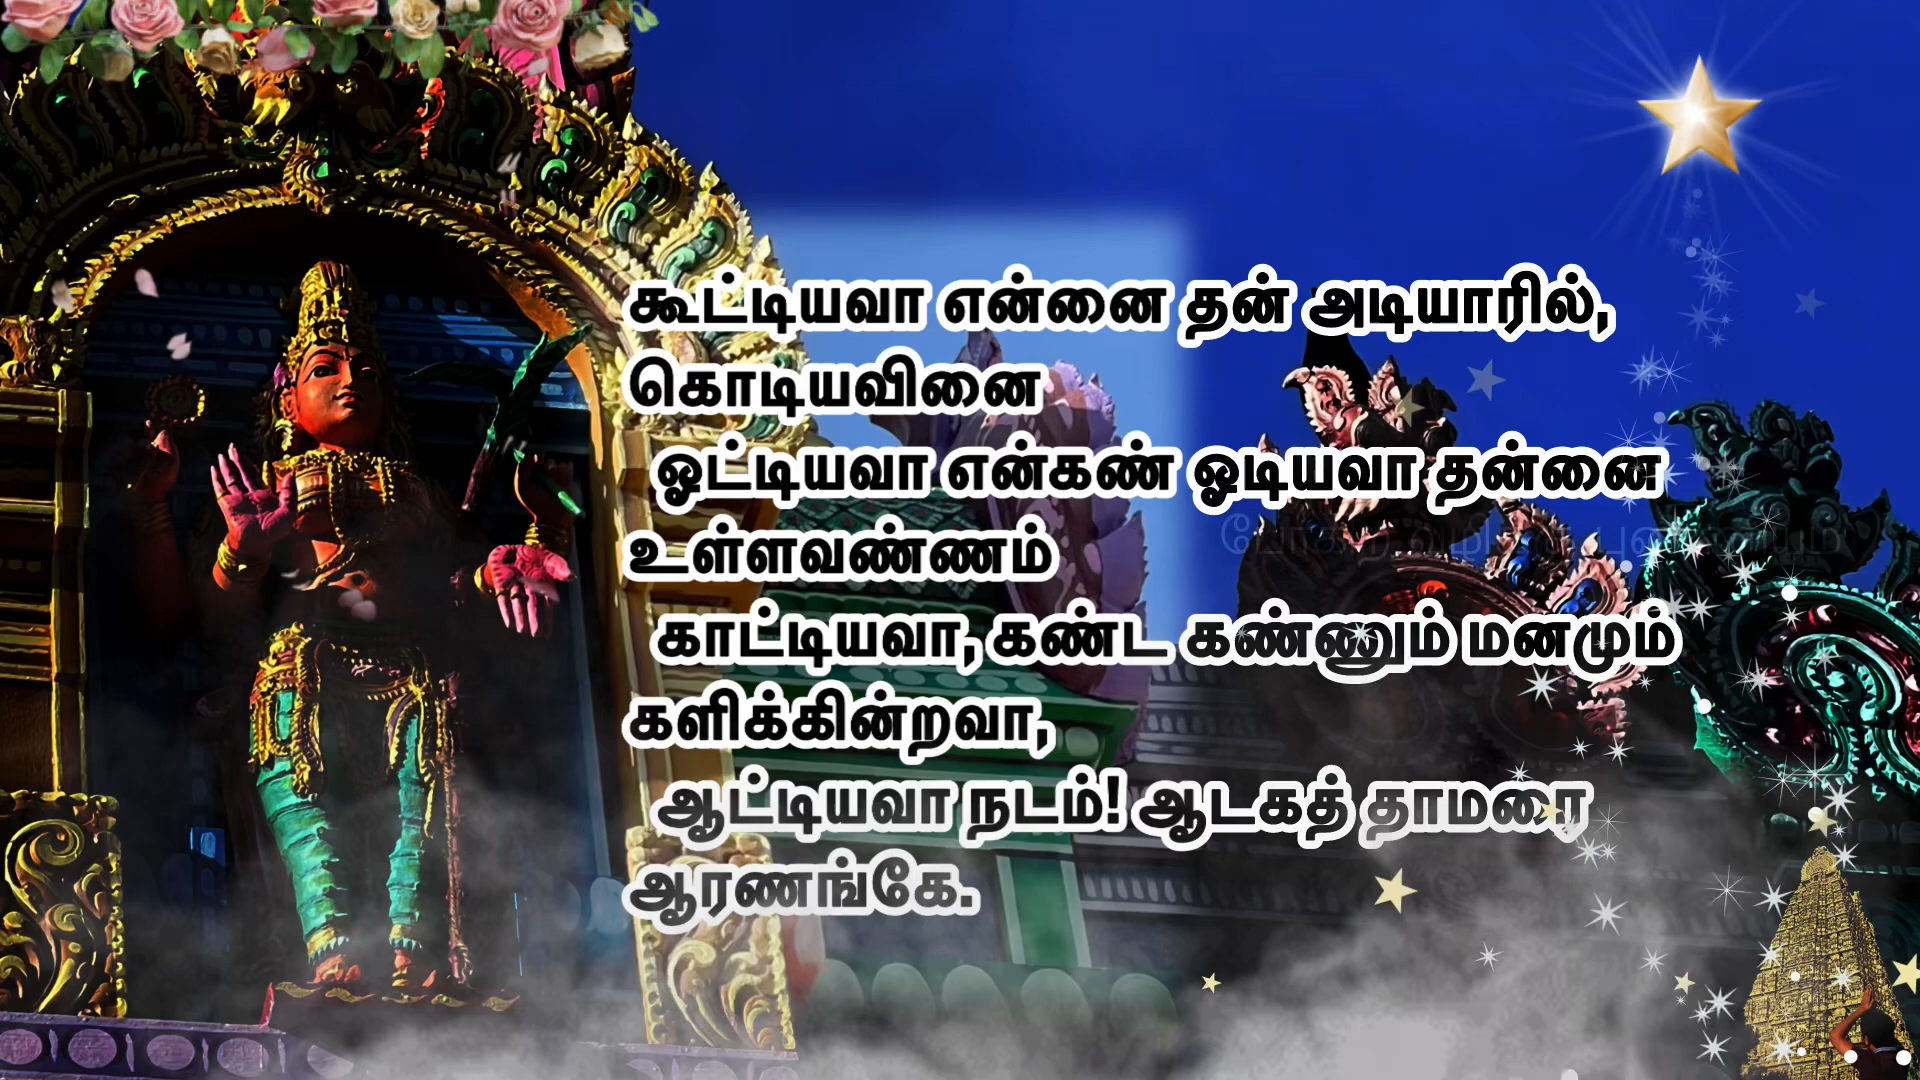 கூட்டியவா என்னை தன் அடியாரில்,
கொடியவினை
ஓட்டியவா என்கண் ஓடியவா தன்னை
உள்ளவண்ணம்
காட்டியவா, கண்ட கண்ணும் மனமும்
களிக்கின்றவா,
ஆட்டியவா நடம்! ஆடகத் தாமரை
ஆரணங்கே.